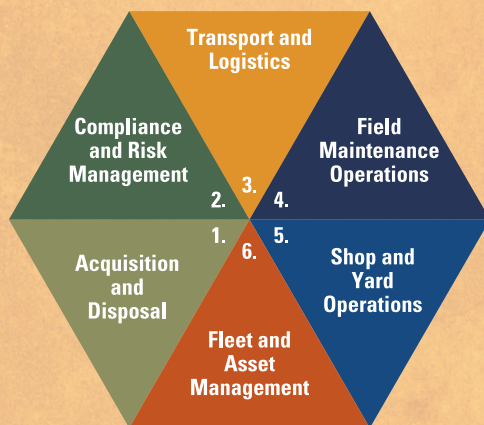 Transport and
Logistics
Compliance
and Risk
Management
Field
Maintenance
Operations
2.
3.
4.
1.
6.
5.
Acquisition
and
Disposal
Shop and
Yard
Operations
Fleet and
Asset
Management